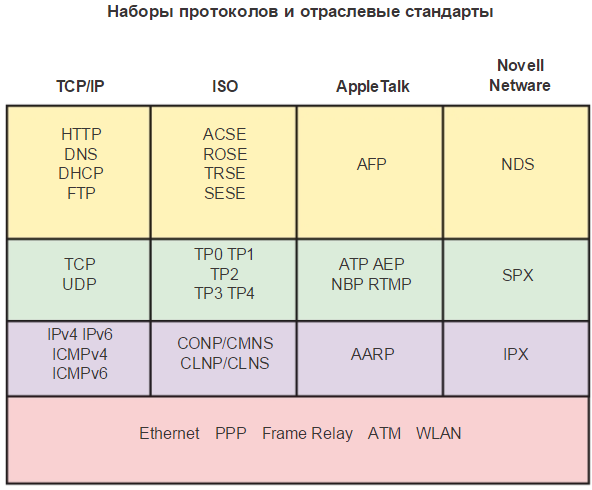 Наборы протоколов и отраслевые стандарты
TCP/IP
ISO
AppleTalk
Novell
Netware
HTTP
DNS
DHCP
FTP
ACSE
ROSE
TRSE
SESE
AFP
NDS
TCP
UDP
TP0 TP1
TP2
TP3 TP4
ATP AEP
NBP RTMP
SPX
IPv4 IPv6
ICMPv4
ICMPv6
CONP/CMNS
CLNP/CLNS
AARP
IPX
Ethernet PPP Frame Relay ATM WLAN